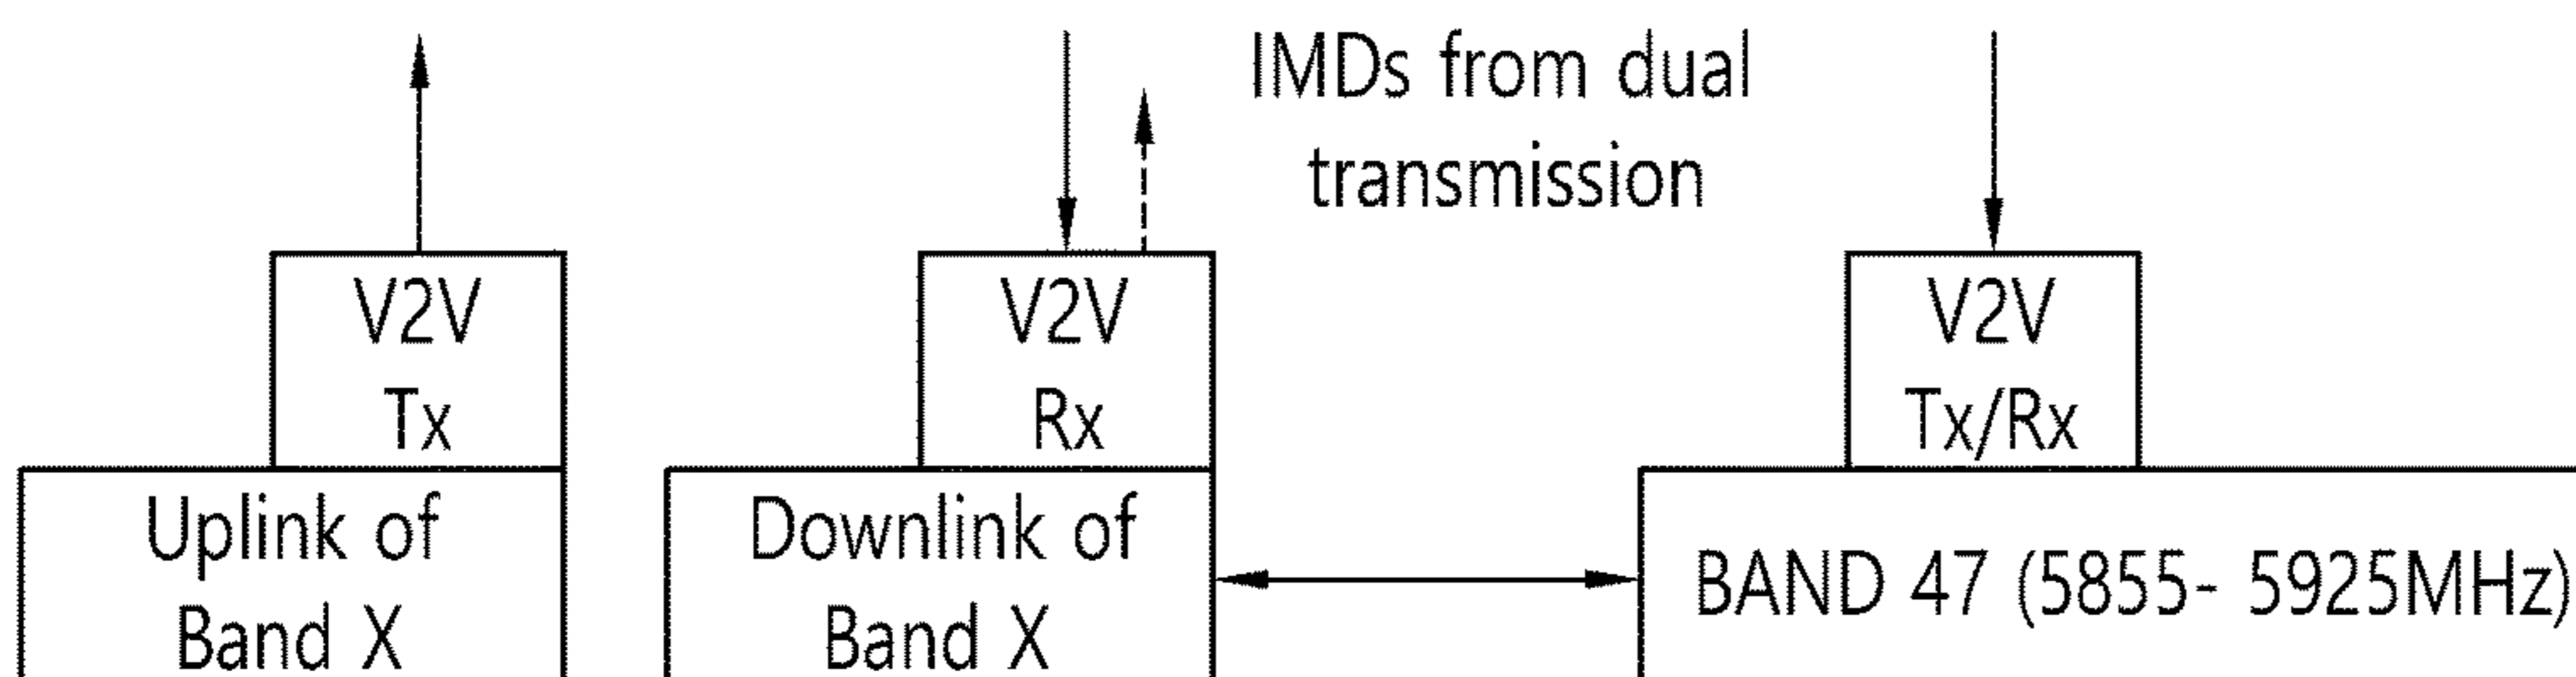 IMDs from dual
transmission
V2V
Tx
V2V
Rx
V2V
Tx/Rx
Uplink of
Band X
Downlink of
Band X
BAND 47 (5855- 5925MHz)